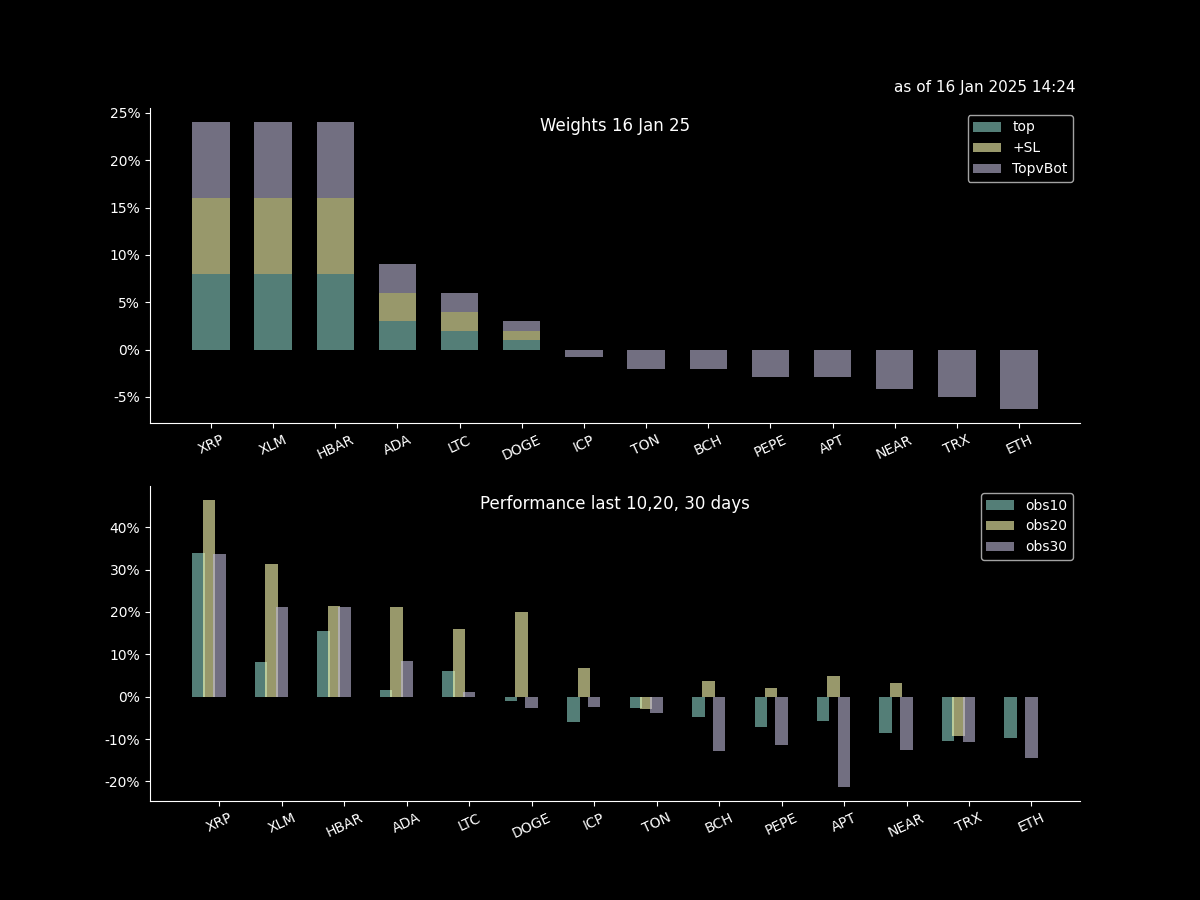 as of 16 Jan 2025 14:24
Weights 16 Jan 25
top
+SL
TopvBot
25%
20%
15%
10%
5%
0%
-5%
XRP XLM HBAR ADA LTC DOGE ICP TON BCH PEPE APT NEAR TRX ETH
Performance last 10,20, 30 days
obs10
obs20
obs30
40%
30%
20%
10%
0%
-10%
-20%
XRP XLM HBAR ADA LTC DOGE ICP TON BCH PEPE APT NEAR TRX ETH